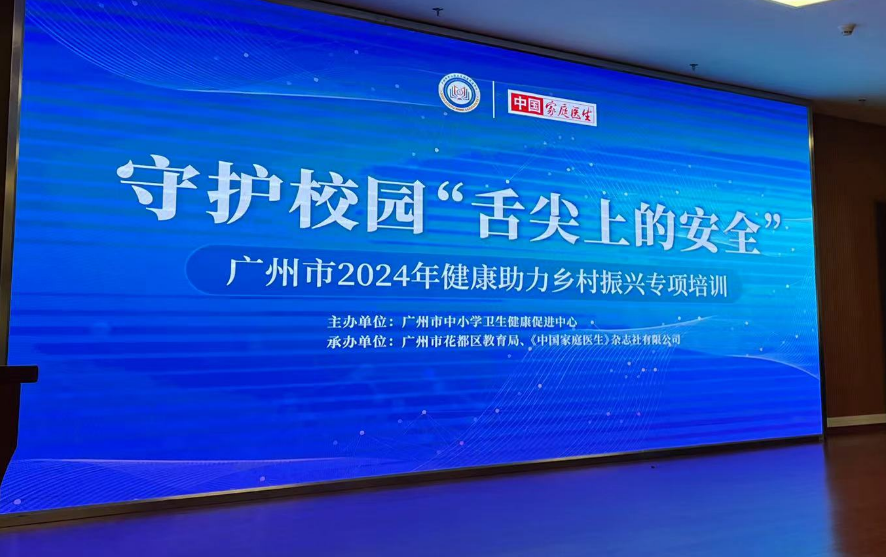 中国家庭医生
守护校园“舌尖上的安全”
广州市2024年健康助力乡村振兴专项培训
主办单位：广州市中小学卫生健康促进中心
承办单位：广州市花都区教育局、《中国家庭医生》杂志社有限公司